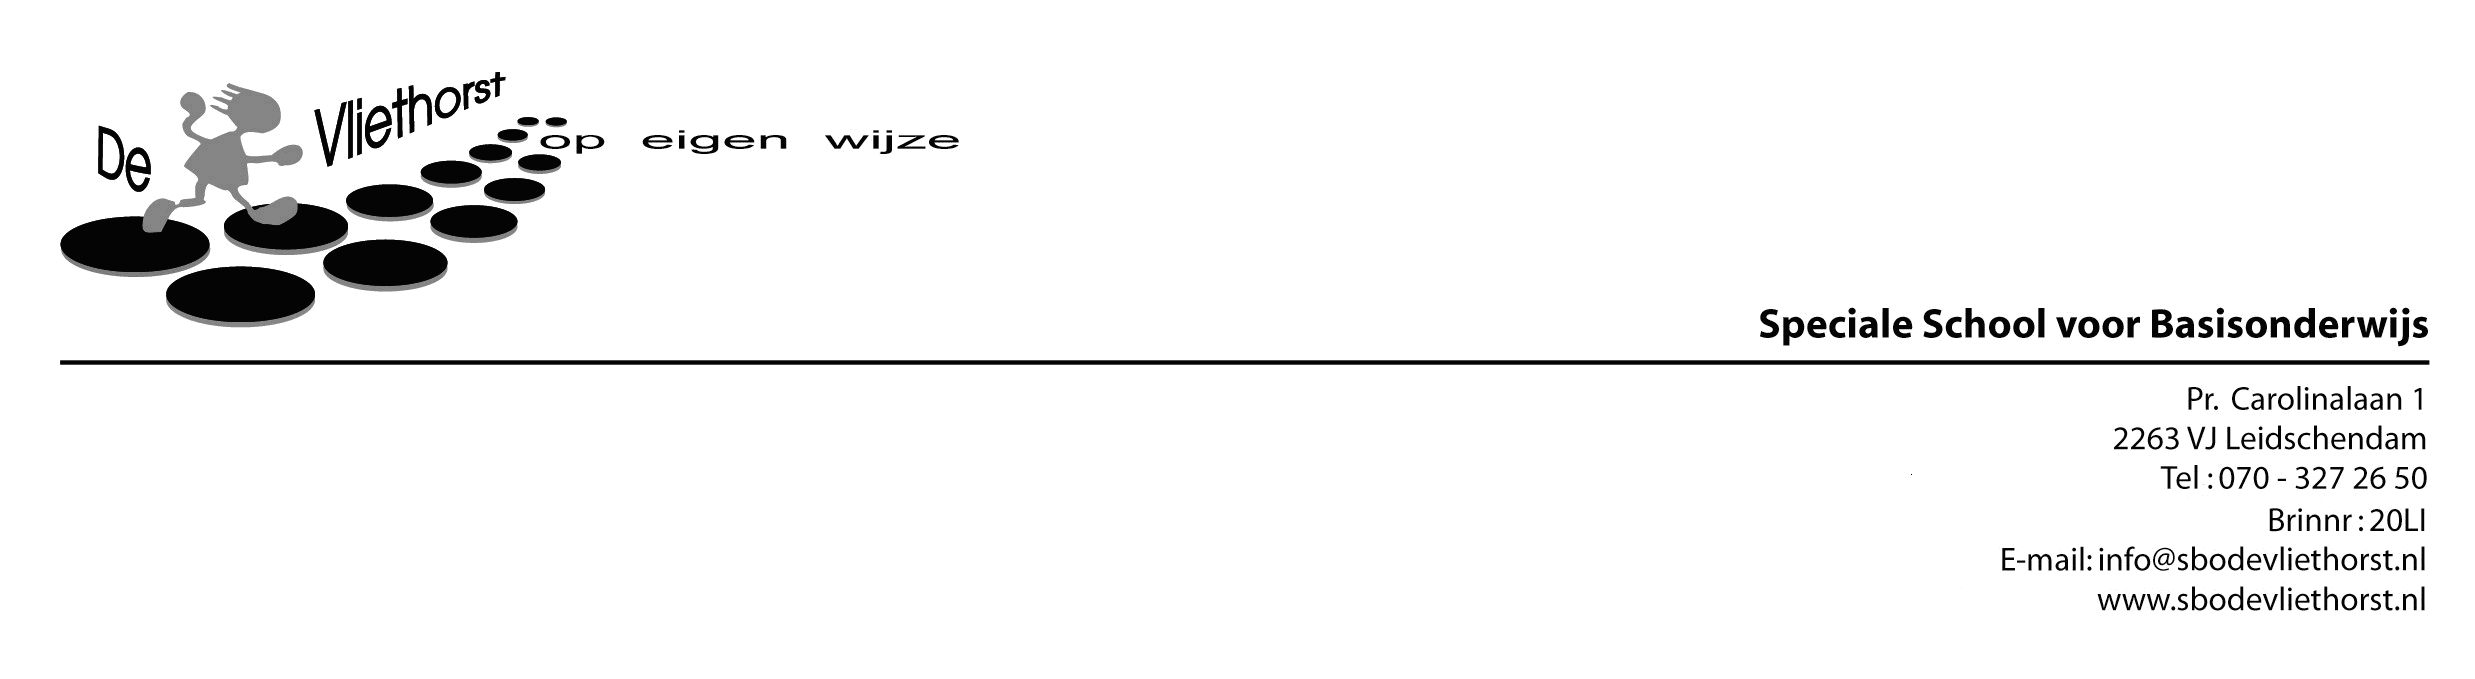 De Vliethorst
op eigen wijze
Speciale School voor Basisonderwijs
Pr. Carolinalaan 1
2263 VJ Leidschendam
Tel : 070 - 327 26 50
Brinnr : 20LI
E-mail: info@sbodevliethorst.nl
www.sbodevliethorst.nl